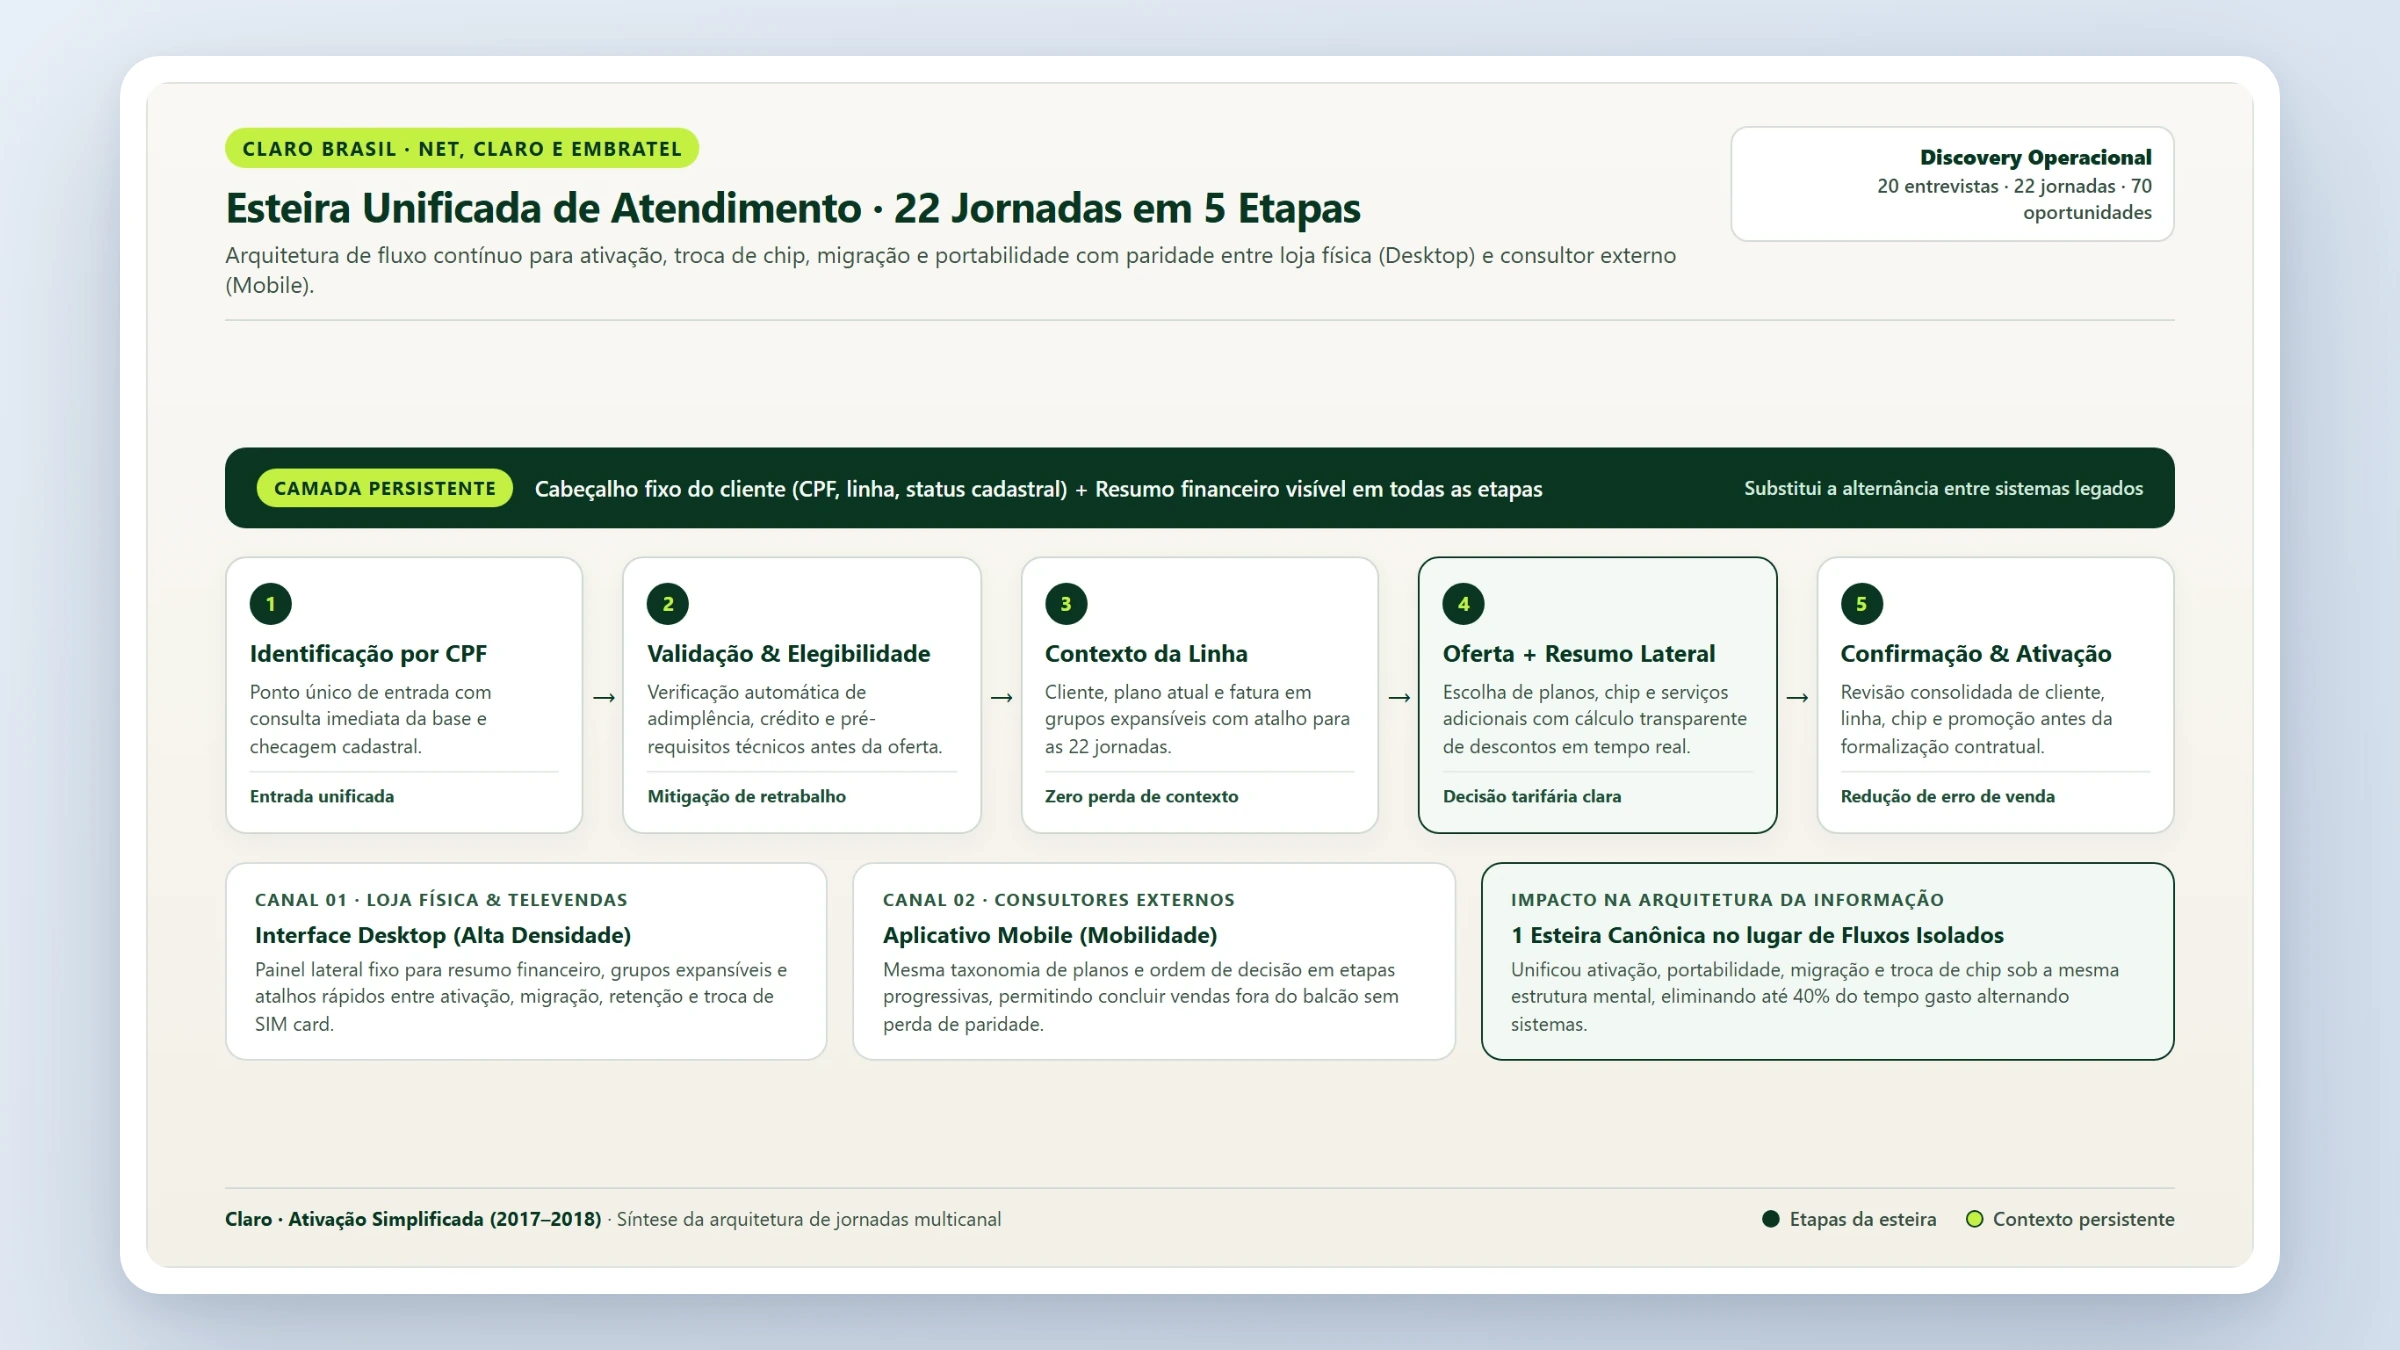 CLARO BRASIL · NET, CLARO E EMBRATEL
Esteira Unificada de Atendimento · 22 Jornadas em 5 Etapas
Arquitetura de fluxo contínuo para ativação, troca de chip, migração e portabilidade com paridade entre loja física (Desktop) e consultor externo
(Mobile).
Discovery Operacional
20 entrevistas · 22 jornadas · 70
oportunidades
CAMADA PERSISTENTE
Cabeçalho fixo do cliente (CPF, linha, status cadastral) + Resumo financeiro visível em todas as etapas
Substitui a alternância entre sistemas legados
1
Identificação por CPF
Ponto único de entrada com
consulta imediata da base e
checagem cadastral.
Entrada unificada
→
2
Validação & Elegibilidade
Verificação automática de
adimplência, crédito e pré-
requisitos técnicos antes da oferta.
Mitigação de retrabalho
→
3
Contexto da Linha
Cliente, plano atual e fatura em
grupos expansíveis com atalho para
as 22 jornadas.
Zero perda de contexto
→
4
Oferta + Resumo Lateral
Escolha de planos, chip e serviços
adicionais com cálculo transparente
de descontos em tempo real.
Decisão tarifária clara
→
5
Confirmação & Ativação
Revisão consolidada de cliente,
linha, chip e promoção antes da
formalização contratual.
Redução de erro de venda
CANAL 01 · LOJA FÍSICA & TELEVENDAS
Interface Desktop (Alta Densidade)
Painel lateral fixo para resumo financeiro, grupos expansíveis e
atalhos rápidos entre ativação, migração, retenção e troca de
SIM card.
CANAL 02 · CONSULTORES EXTERNOS
Aplicativo Mobile (Mobilidade)
Mesma taxonomia de planos e ordem de decisão em etapas
progressivas, permitindo concluir vendas fora do balcão sem
perda de paridade.
IMPACTO NA ARQUITETURA DA INFORMAÇÃO
1 Esteira Canônica no lugar de Fluxos Isolados
Unificou ativação, portabilidade, migração e troca de chip sob a mesma
estrutura mental, eliminando até 40% do tempo gasto alternando
sistemas.
Claro · Ativação Simplificada (2017–2018) · Síntese da arquitetura de jornadas multicanal
Etapas da esteira
Contexto persistente